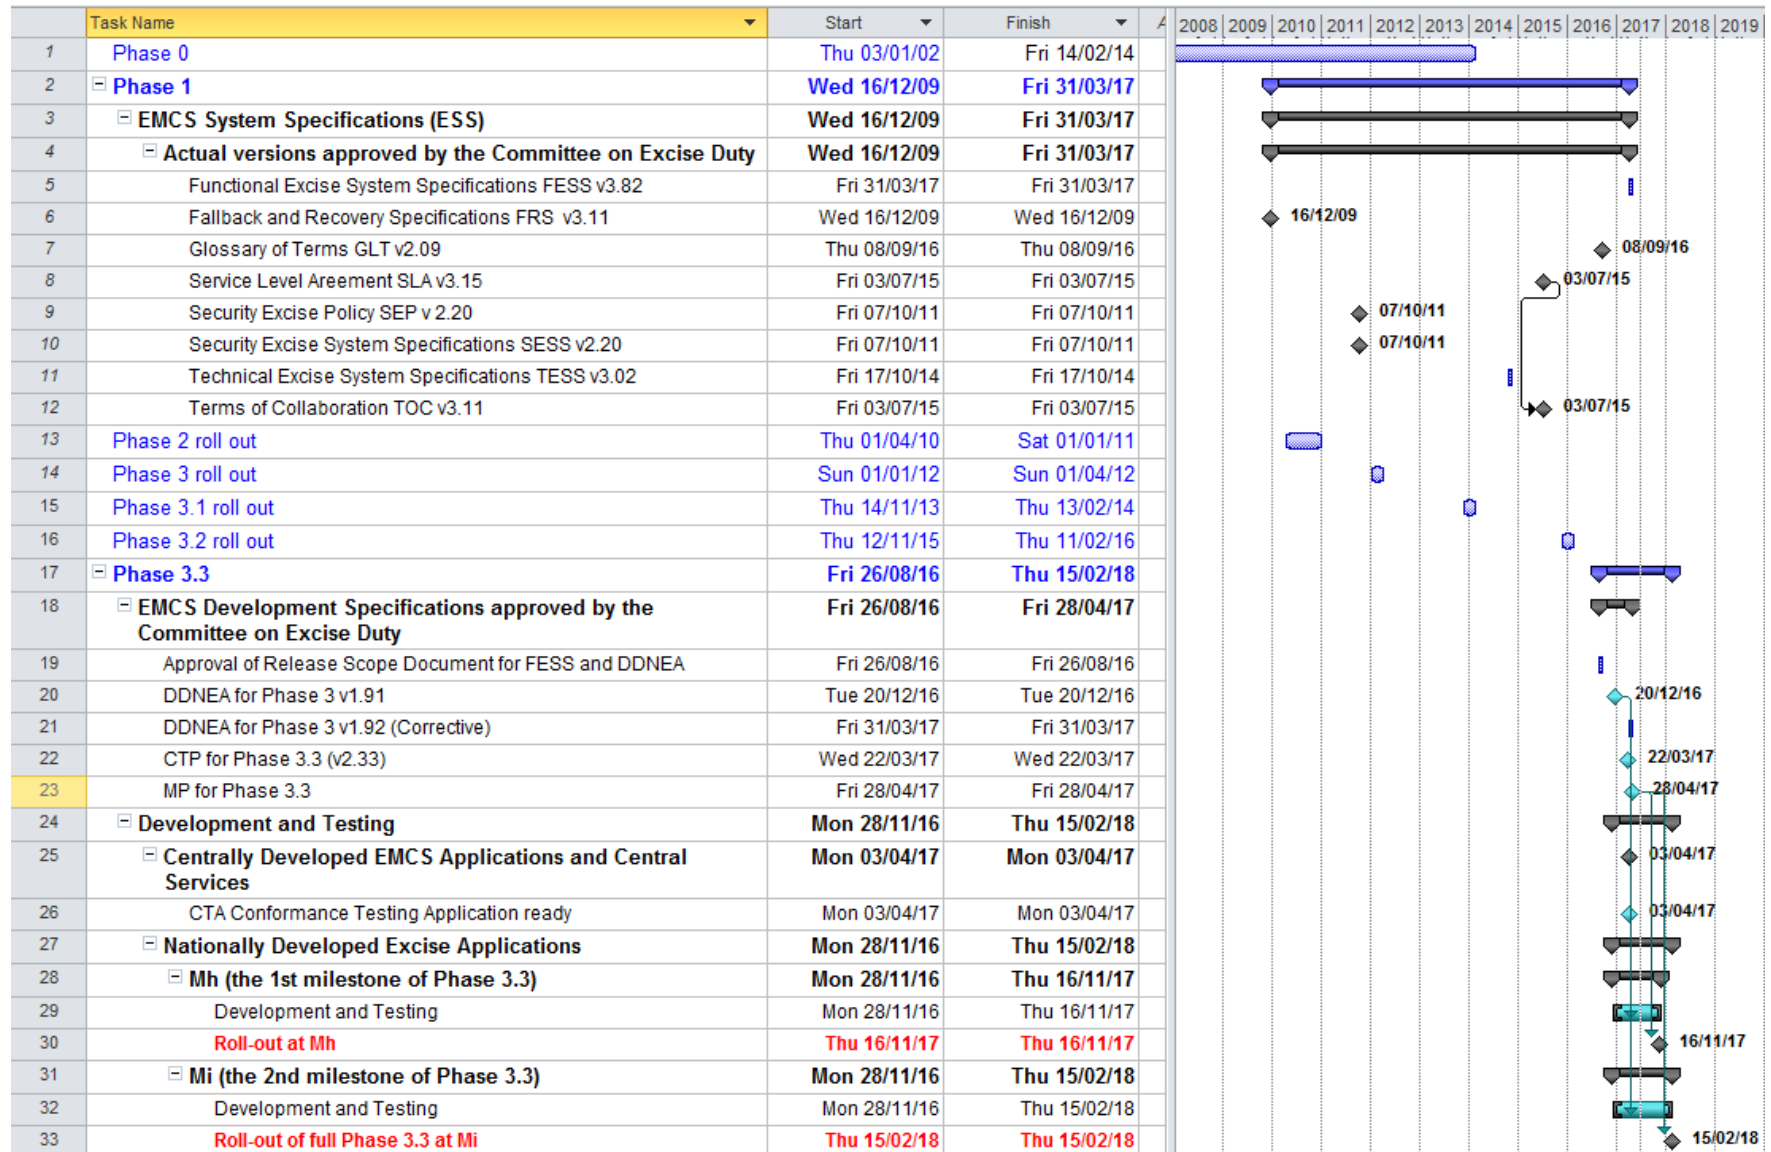 Task Name Start Finish 2008 2009 2010 2011 2012 2013 2014 2015 2016 2017 2018 2019
1 Phase 0 Thu 03/01/02 Fri 14/02/14
2 Phase 1 Wed 16/12/09 Fri 31/03/17
3 EMCS System Specifications (ESS) Wed 16/12/09 Fri 31/03/17
4 Actual versions approved by the Committee on Excise Duty Wed 16/12/09 Fri 31/03/17
5 Functional Excise System Specifications FESS v3.82 Fri 31/03/17 Fri 31/03/17
6 Fallback and Recovery Specifications FRS v3.11 Wed 16/12/09 Wed 16/12/09 16/12/09
7 Glossary of Terms GLT v2.09 Thu 08/09/16 Thu 08/09/16 08/09/16
8 Service Level Areement SLA v3.15 Fri 03/07/15 Fri 03/07/15 03/07/15
9 Security Excise Policy SEP v 2.20 Fri 07/10/11 Fri 07/10/11 07/10/11
10 Security Excise System Specifications SESS v2.20 Fri 07/10/11 Fri 07/10/11 07/10/11
11 Technical Excise System Specifications TESS v3.02 Fri 17/10/14 Fri 17/10/14
12 Terms of Collaboration TOC v3.11 Fri 03/07/15 Fri 03/07/15 03/07/15
13 Phase 2 roll out Thu 01/04/10 Sat 01/01/11
14 Phase 3 roll out Sun 01/01/12 Sun 01/04/12
15 Phase 3.1 roll out Thu 14/11/13 Thu 13/02/14
16 Phase 3.2 roll out Thu 12/11/15 Thu 11/02/16
17 Phase 3.3 Fri 26/08/16 Thu 15/02/18
18 EMCS Development Specifications approved by the Fri 26/08/16 Fri 28/04/17
Committee on Excise Duty
19 Approval of Release Scope Document for FESS and DDNEA Fri 26/08/16 Fri 26/08/16
20 DDNEA for Phase 3 v1.91 Tue 20/12/16 Tue 20/12/16 20/12/16
21 DDNEA for Phase 3 v1.92 (Corrective) Fri 31/03/17 Fri 31/03/17
22 CTP for Phase 3.3 (v2.33) Wed 22/03/17 Wed 22/03/17 22/03/17
23 MP for Phase 3.3 Fri 28/04/17 Fri 28/04/17 28/04/17
24 Development and Testing Mon 28/11/16 Thu 15/02/18
25 Centrally Developed EMCS Applications and Central Mon 03/04/17 Mon 03/04/17 03/04/17
Services
26 CTA Conformance Testing Application ready Mon 03/04/17 Mon 03/04/17 03/04/17
27 Nationally Developed Excise Applications Mon 28/11/16 Thu 15/02/18
28 Mh (the 1st milestone of Phase 3.3) Mon 28/11/16 Thu 16/11/17
29 Development and Testing Mon 28/11/16 Thu 16/11/17
30 Roll-out at Mh Thu 16/11/17 Thu 16/11/17 16/11/17
31 Mi (the 2nd milestone of Phase 3.3) Mon 28/11/16 Thu 15/02/18
32 Development and Testing Mon 28/11/16 Thu 15/02/18
33 Roll-out of full Phase 3.3 at Mi Thu 15/02/18 Thu 15/02/18 15/02/18